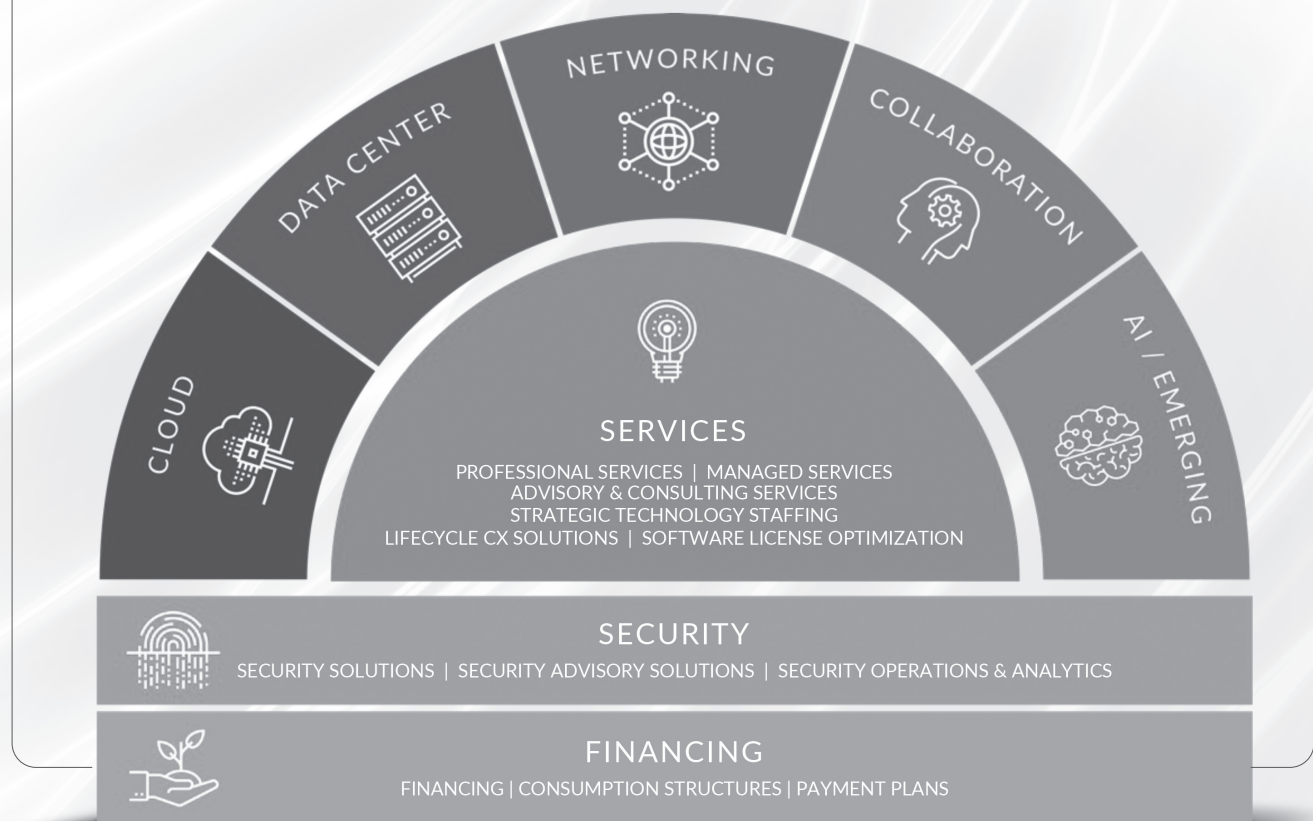 NETWORKING
DATA CENTER
COLLABORATION
CLOUD
AI / EMERGING
SERVICES
PROFESSIONAL SERVICES | MANAGED SERVICES
ADVISORY & CONSULTING SERVICES
STRATEGIC TECHNOLOGY STAFFING
LIFECYCLE CX SOLUTIONS | SOFTWARE LICENSE OPTIMIZATION
SECURITY
SECURITY SOLUTIONS | SECURITY ADVISORY SOLUTIONS | SECURITY OPERATIONS & ANALYTICS
FINANCING
FINANCING | CONSUMPTION STRUCTURES | PAYMENT PLANS